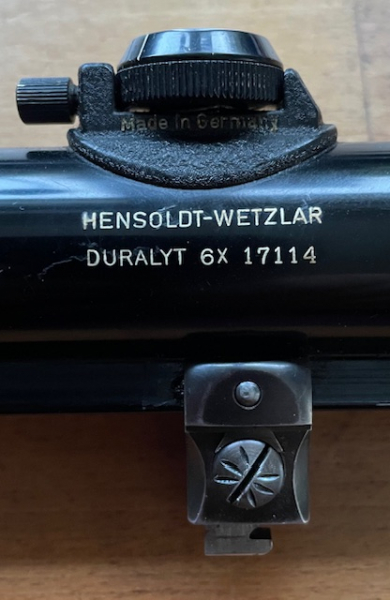 Made in Germany
HENSOLDT-WETZLAR
DURALYT 6X 17114